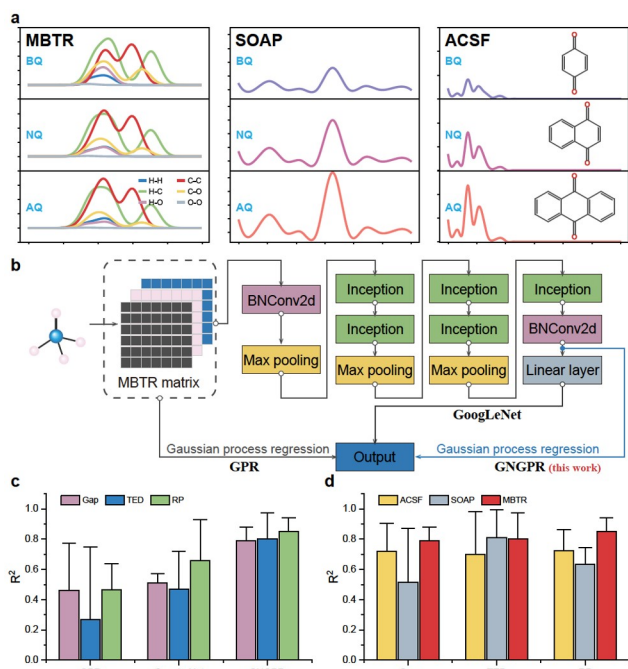 a
MBTR
SOAP
ACSF
BQ
BQ
BQ
NQ
NQ
NQ
H-H
C-C
H-C
C-O
H-O
O-O
AQ
AQ
AQ
b
MBTR matrix
BNConv2d
Max pooling
Inception
Inception
Max pooling
Inception
Inception
Max pooling
Inception
BNConv2d
Linear layer
GoogLeNet
Gaussian process regression
GPR
Output
Gaussian process regression
GNGPR (this work)
c
Gap
TED
RP
R²
1.0
0.8
0.6
0.4
0.2
0.0
d
ACSF
SOAP
MBTR
R²
1.0
0.8
0.6
0.4
0.2
0.0